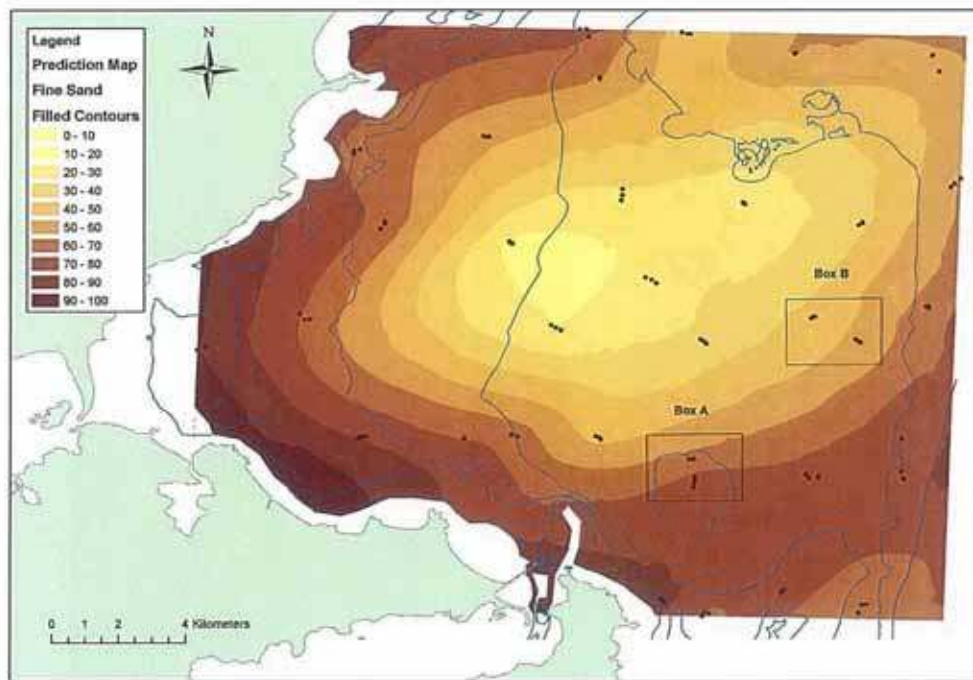 Legend
Prediction Map
Fine Sand
Filled Contours
0 - 10
10 - 20
20 - 30
30 - 40
40 - 50
50 - 60
60 - 70
70 - 80
80 - 90
90 - 100
N
Box B
Box A
0 1 2 4 Kilometers